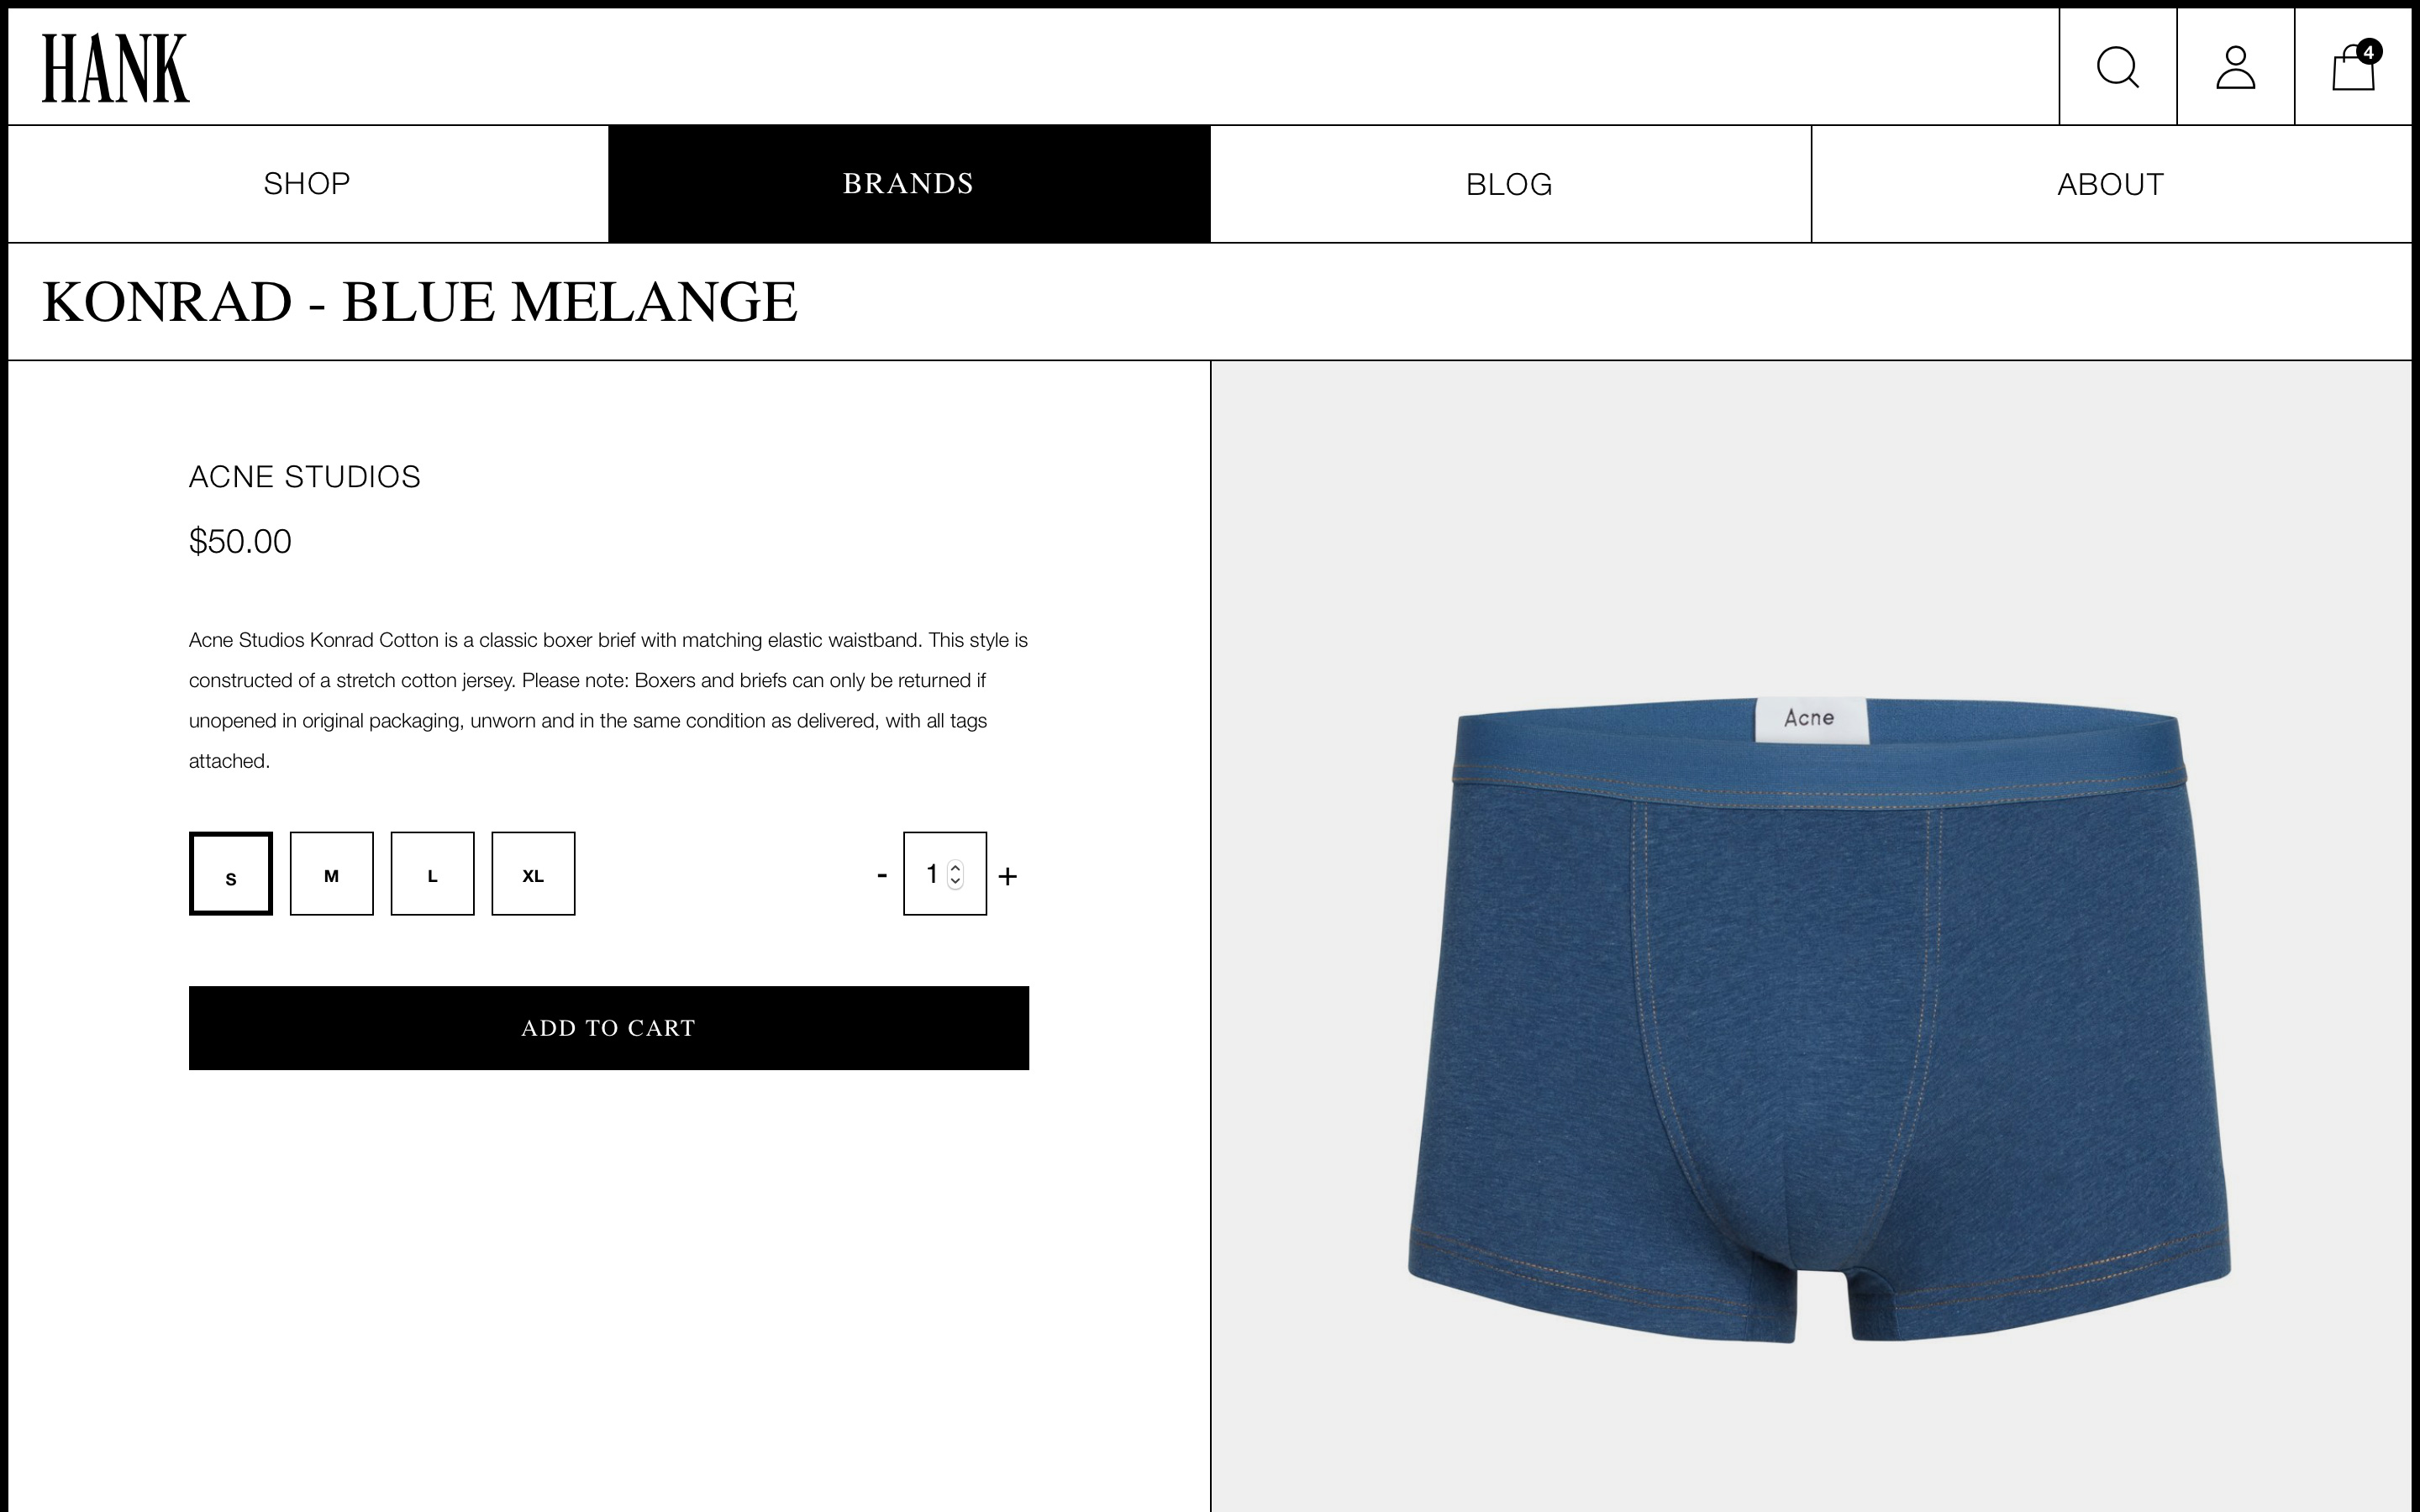 HANK
4
SHOP
BRANDS
BLOG
ABOUT
KONRAD - BLUE MELANGE
ACNE STUDIOS
$50.00
Acne Studios Konrad Cotton is a classic boxer brief with matching elastic waistband. This style is
constructed of a stretch cotton jersey. Please note: Boxers and briefs can only be returned if
unopened in original packaging, unworn and in the same condition as delivered, with all tags
attached.
S M L XL - 1 +
ADD TO CART
Acne